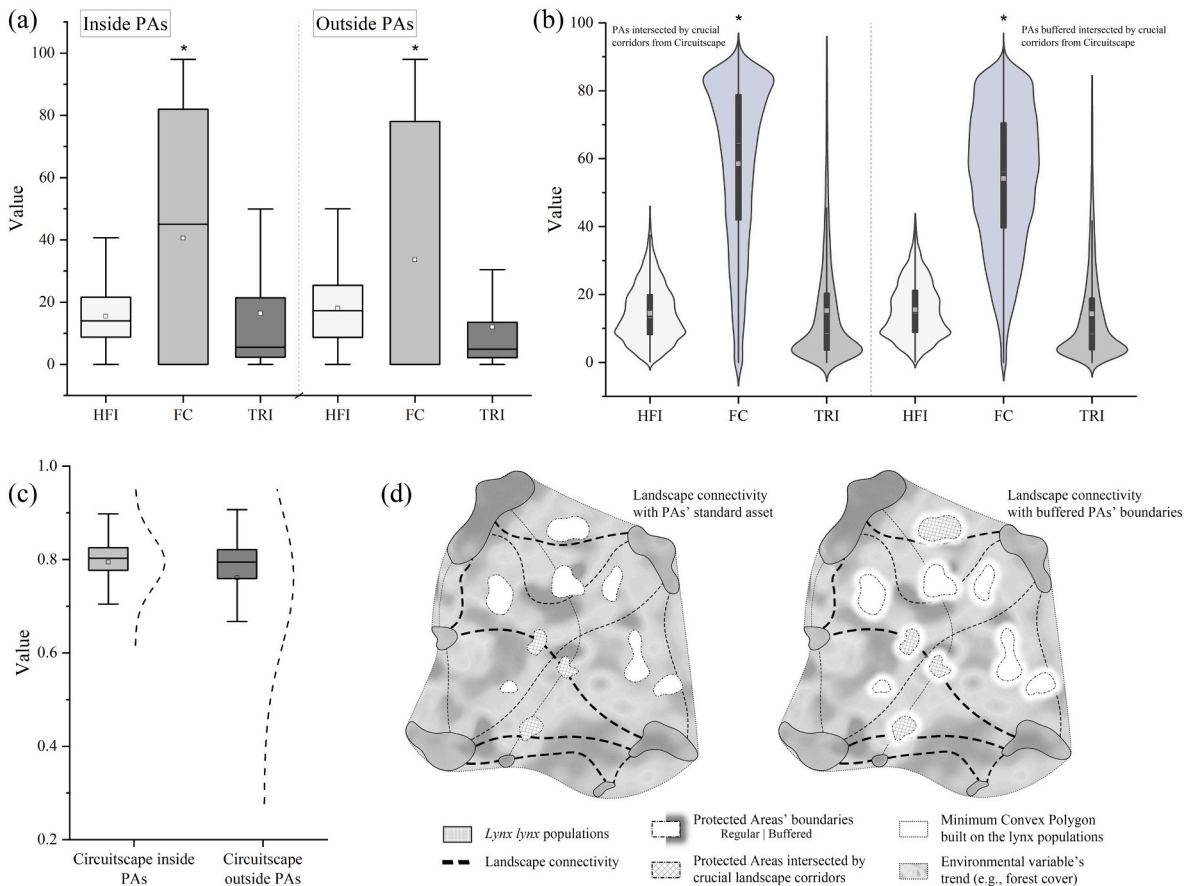 (a)
Inside PAs
Outside PAs
*
*
100
80
60
40
20
0
Value
HFI
FC
TRI
HFI
FC
TRI
(b)
PAs intersected by crucial
corridors from Circuitscape
*
*
PAs buffered intersected by crucial
corridors from Circuitscape
100
80
60
40
20
0
Value
HFI
FC
TRI
HFI
FC
TRI
(c)
1.0
0.8
0.6
0.4
0.2
Value
Circuitscape inside
PAs
Circuitscape
outside PAs
(d)
Landscape connectivity
with PAs' standard asset
Landscape connectivity
with buffered PAs' boundaries
Lynx lynx populations
Landscape connectivity
Protected Areas' boundaries
Regular | Buffered
Protected Areas intersected by
crucial landscape corridors
Minimum Convex Polygon
built on the lynx populations
Environmental variable's
trend (e.g., forest cover)